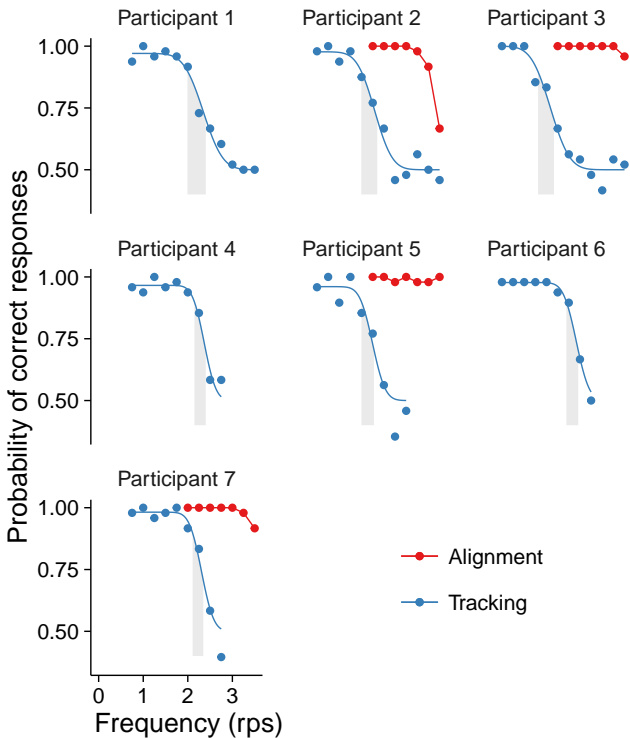 Participant 1
Participant 2
Participant 3
1.00
0.75
0.50
Participant 4
Participant 5
Participant 6
1.00
0.75
0.50
Participant 7
1.00
0.75
0.50
0
1
2
3
Alignment
Tracking
Frequency (rps)
Probability of correct responses